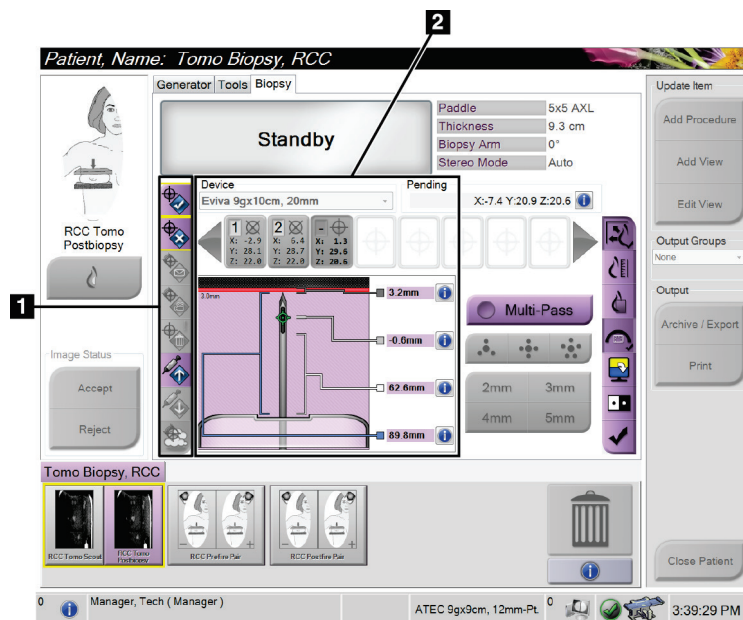 2
Patient, Name: Tomo Biopsy, RCC
Generator Tools Biopsy
Update Item
Standby
Paddle 5x5 AXL
Thickness 9.3 cm
Biopsy Arm 0°
Stereo Mode Auto
Add Procedure
Add View
Edit View
Device
Pending
Eviva 9gx10cm, 20mm
X:-7.4 Y:20.9 Z:20.6
RCC Tomo
Postbiopsy
1
X: -2.9
Y: 28.1
Z: 22.0
2
X: 6.4
Y: 28.7
Z: 22.0
-
X: 1.3
Y: 29.6
Z: 20.6
Output Groups
None
Output
Archive / Export
Print
1
3.0mm
3.2mm
-0.6mm
62.6mm
89.8mm
Multi-Pass
2mm 3mm
4mm 5mm
Image Status
Accept
Reject
Tomo Biopsy, RCC
RCC Tomo Scout
RCC Tomo
Postbiopsy
RCC Prefire Pair
RCC Postfire Pair
Close Patient
0 Manager, Tech ( Manager )
ATEC 9gx9cm, 12mm-Pt.
0
3:39:29 PM